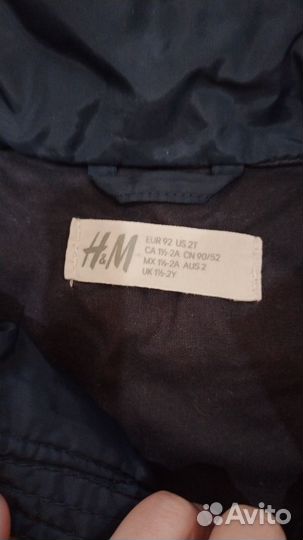 H&M
EUR 92 US 2T
CA 1½-2A CN 90/52
MX 1½-2A AUS 2
UK 1½-2Y
Avito